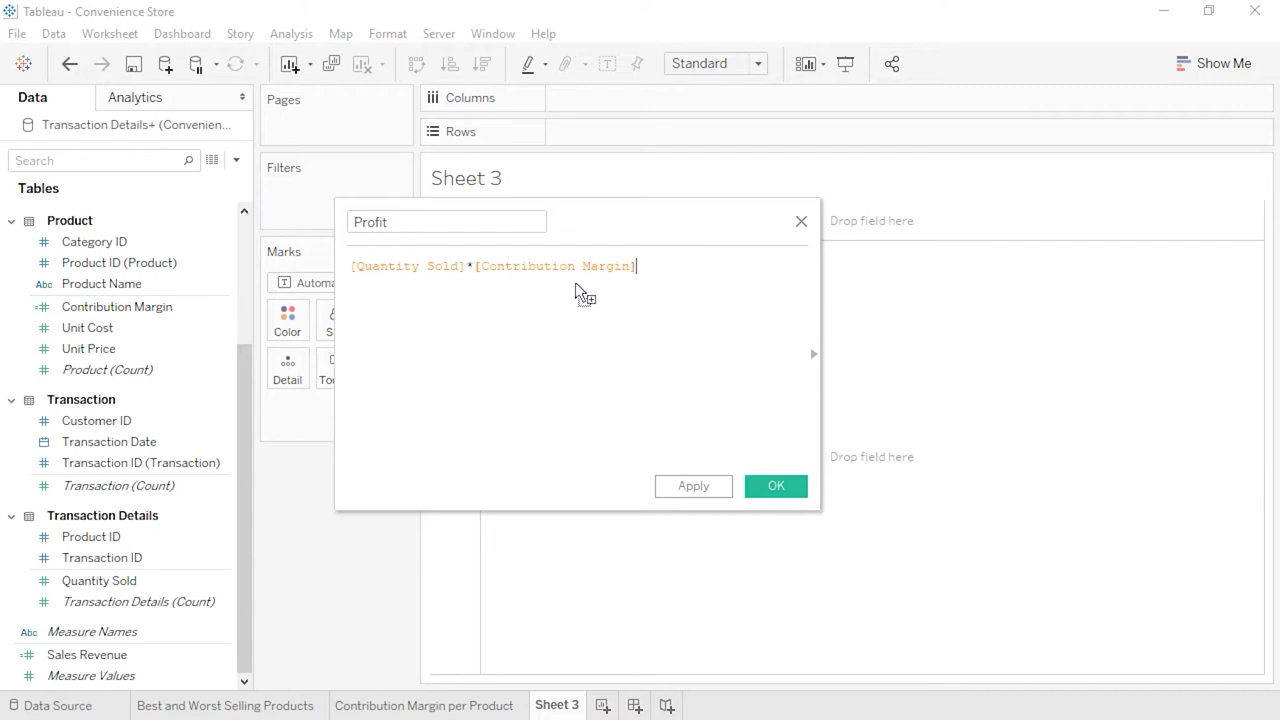 Tableau - Convenience Store
File Data Worksheet Dashboard Story Analysis Map Format Server Window Help
Standard
Show Me
Data Analytics
Transaction Details+ (Convenien...
Search
Tables
Product
Category ID
Product ID (Product)
Abc Product Name
Contribution Margin
Unit Cost
Unit Price
Product (Count)
Transaction
Customer ID
Transaction Date
Transaction ID (Transaction)
Transaction (Count)
Transaction Details
Product ID
Transaction ID
Quantity Sold
Transaction Details (Count)
Abc Measure Names
Sales Revenue
Measure Values
Pages
Filters
Marks
T Automa
Color S
Detail Too
Columns
Rows
Sheet 3
Drop field here
Drop field here
Profit
[Quantity Sold]*[Contribution Margin]
Apply OK
Data Source Best and Worst Selling Products Contribution Margin per Product Sheet 3